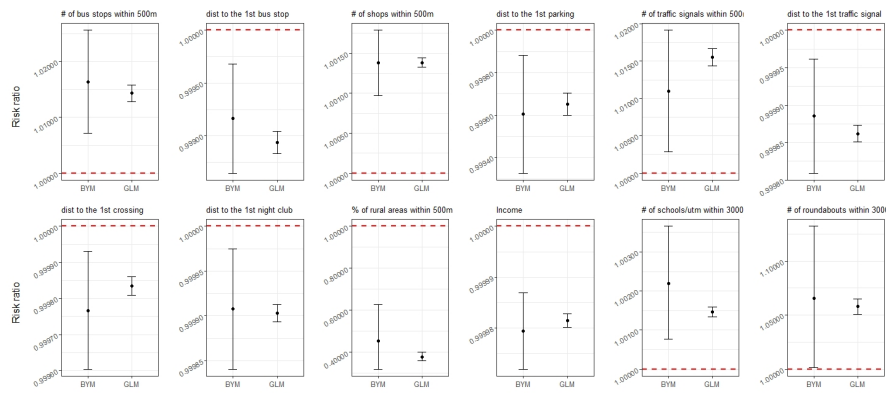 # of bus stops within 500m
dist to the 1st bus stop
# of shops within 500m
dist to the 1st parking
# of traffic signals within 500
dist to the 1st traffic signal
Risk ratio
1.02000
1.01000
1.00000
1.00000
0.99950
0.99900
1.00150
1.00100
1.00050
1.00000
1.00000
0.99980
0.99960
0.99940
1.02000
1.01500
1.01000
1.00500
1.00000
1.00000
0.99995
0.99990
0.99985
0.99980
BYM GLM BYM GLM BYM GLM BYM GLM BYM GLM BYM GLM
dist to the 1st crossing
dist to the 1st night club
% of rural areas within 500m
Income
# of schools/utm within 3000
# of roundabouts within 3000
Risk ratio
1.00000
0.99990
0.99980
0.99970
0.99960
1.00000
0.99995
0.99990
0.99985
1.00000
0.80000
0.60000
0.40000
1.00000
0.99999
0.99998
1.00300
1.00200
1.00100
1.00000
1.10000
1.05000
1.00000
BYM GLM BYM GLM BYM GLM BYM GLM BYM GLM BYM GLM